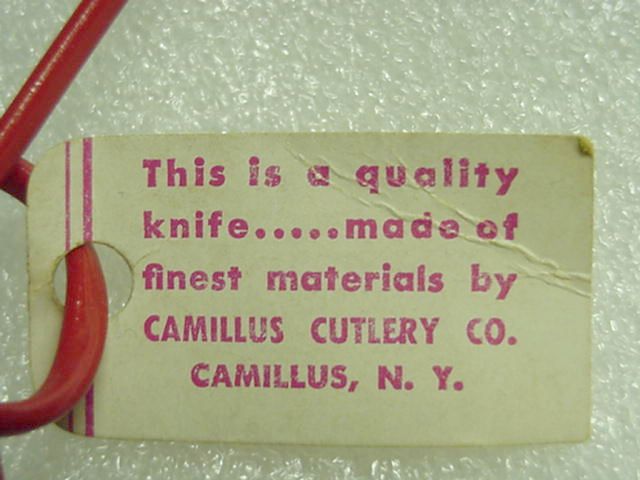 This is a quality
knife.....made of
finest materials by
CAMILLUS CUTLERY CO.
CAMILLUS, N. Y.